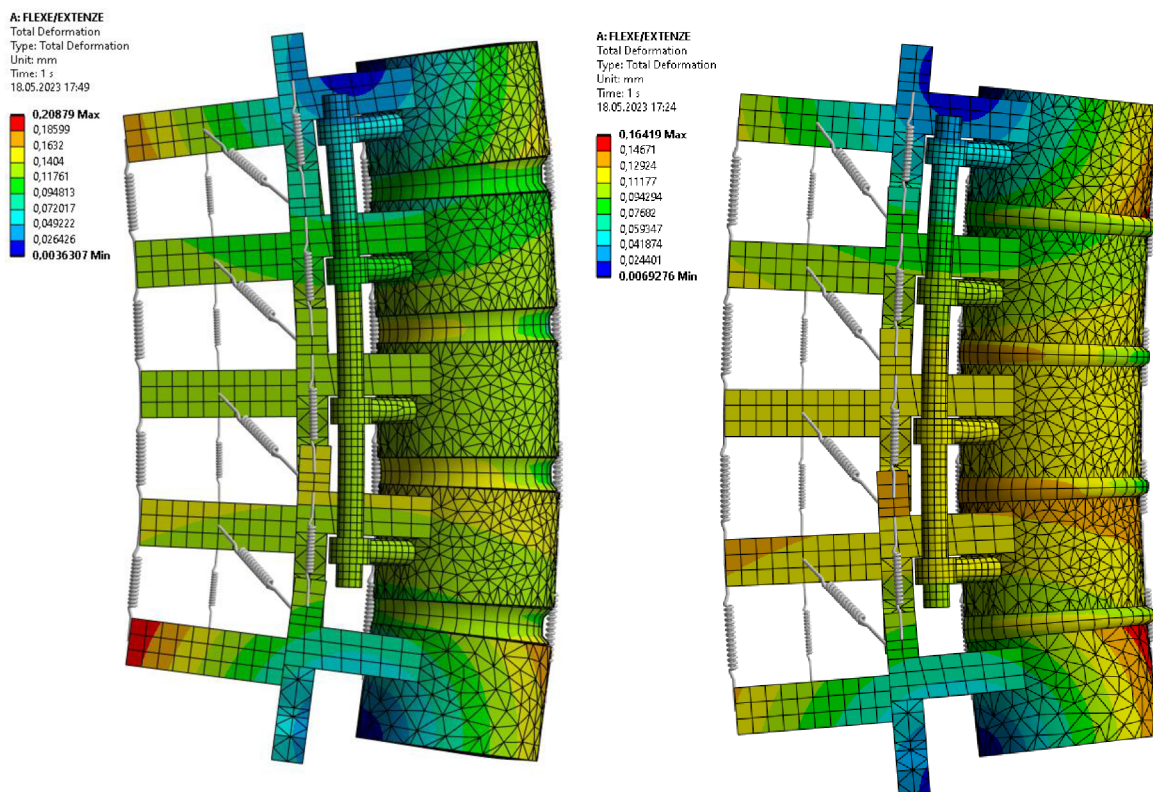 A: FLEXE/EXTENZE
Total Deformation
Type: Total Deformation
Unit: mm
Time: 1 s
18.05.2023 17:49
0,20879 Max
0,18599
0,1632
0,1404
0,11761
0,094813
0,072017
0,049222
0,026426
0,0036307 Min
A: FLEXE/EXTENZE
Total Deformation
Type: Total Deformation
Unit: mm
Time: 1 s
18.05.2023 17:24
0,16419 Max
0,14671
0,12924
0,11177
0,094294
0,07682
0,059347
0,041874
0,024401
0,0069276 Min